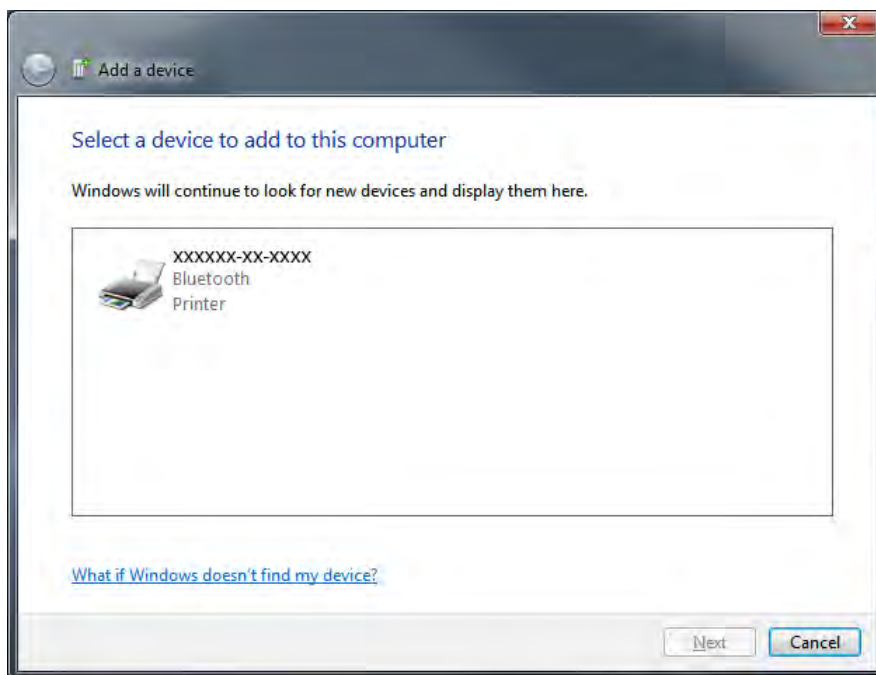 Add a device
Select a device to add to this computer
Windows will continue to look for new devices and display them here.
XXXXXX-XX-XXXX
Bluetooth
Printer
What if Windows doesn't find my device?
Next
Cancel